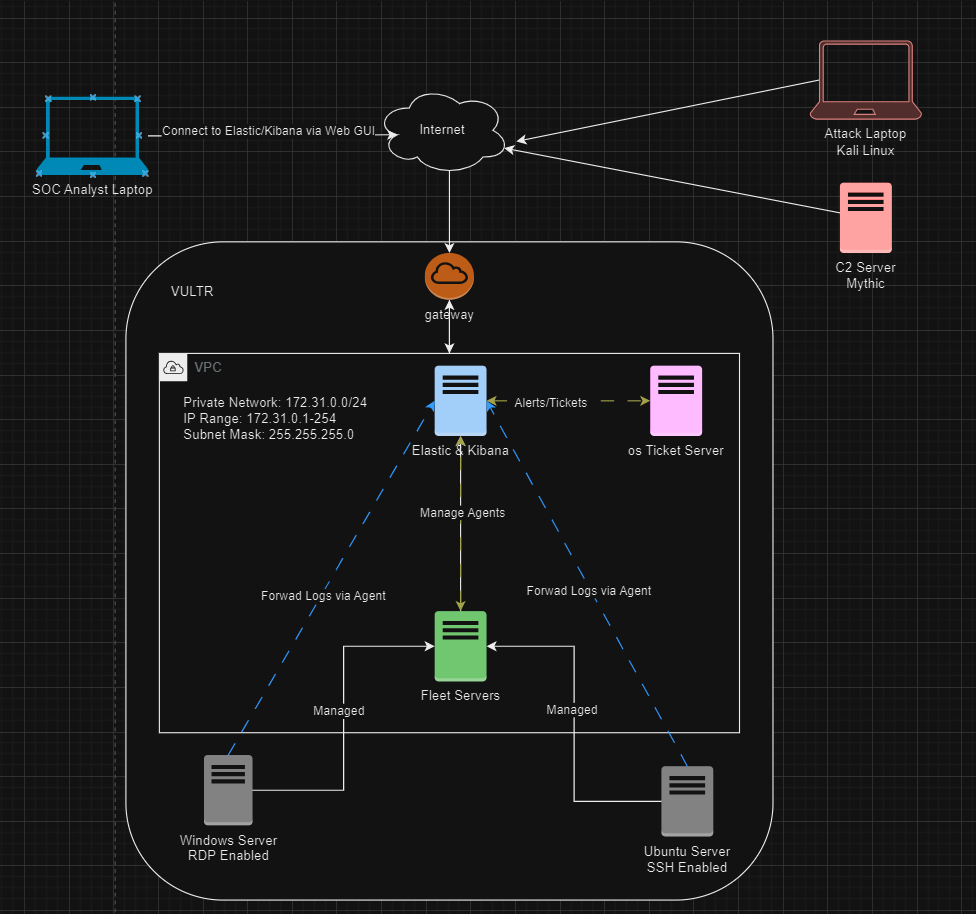 Connect to Elastic/Kibana via Web GUI
Internet
SOC Analyst Laptop
Attack Laptop
Kali Linux
C2 Server
Mythic
VULTR
gateway
VPC
Private Network: 172.31.0.0/24
IP Range: 172.31.0.1-254
Subnet Mask: 255.255.255.0
Alerts/Tickets
Elastic & Kibana
os Ticket Server
Manage Agents
Forwad Logs via Agent
Forwad Logs via Agent
Fleet Servers
Managed
Managed
Windows Server
RDP Enabled
Ubuntu Server
SSH Enabled